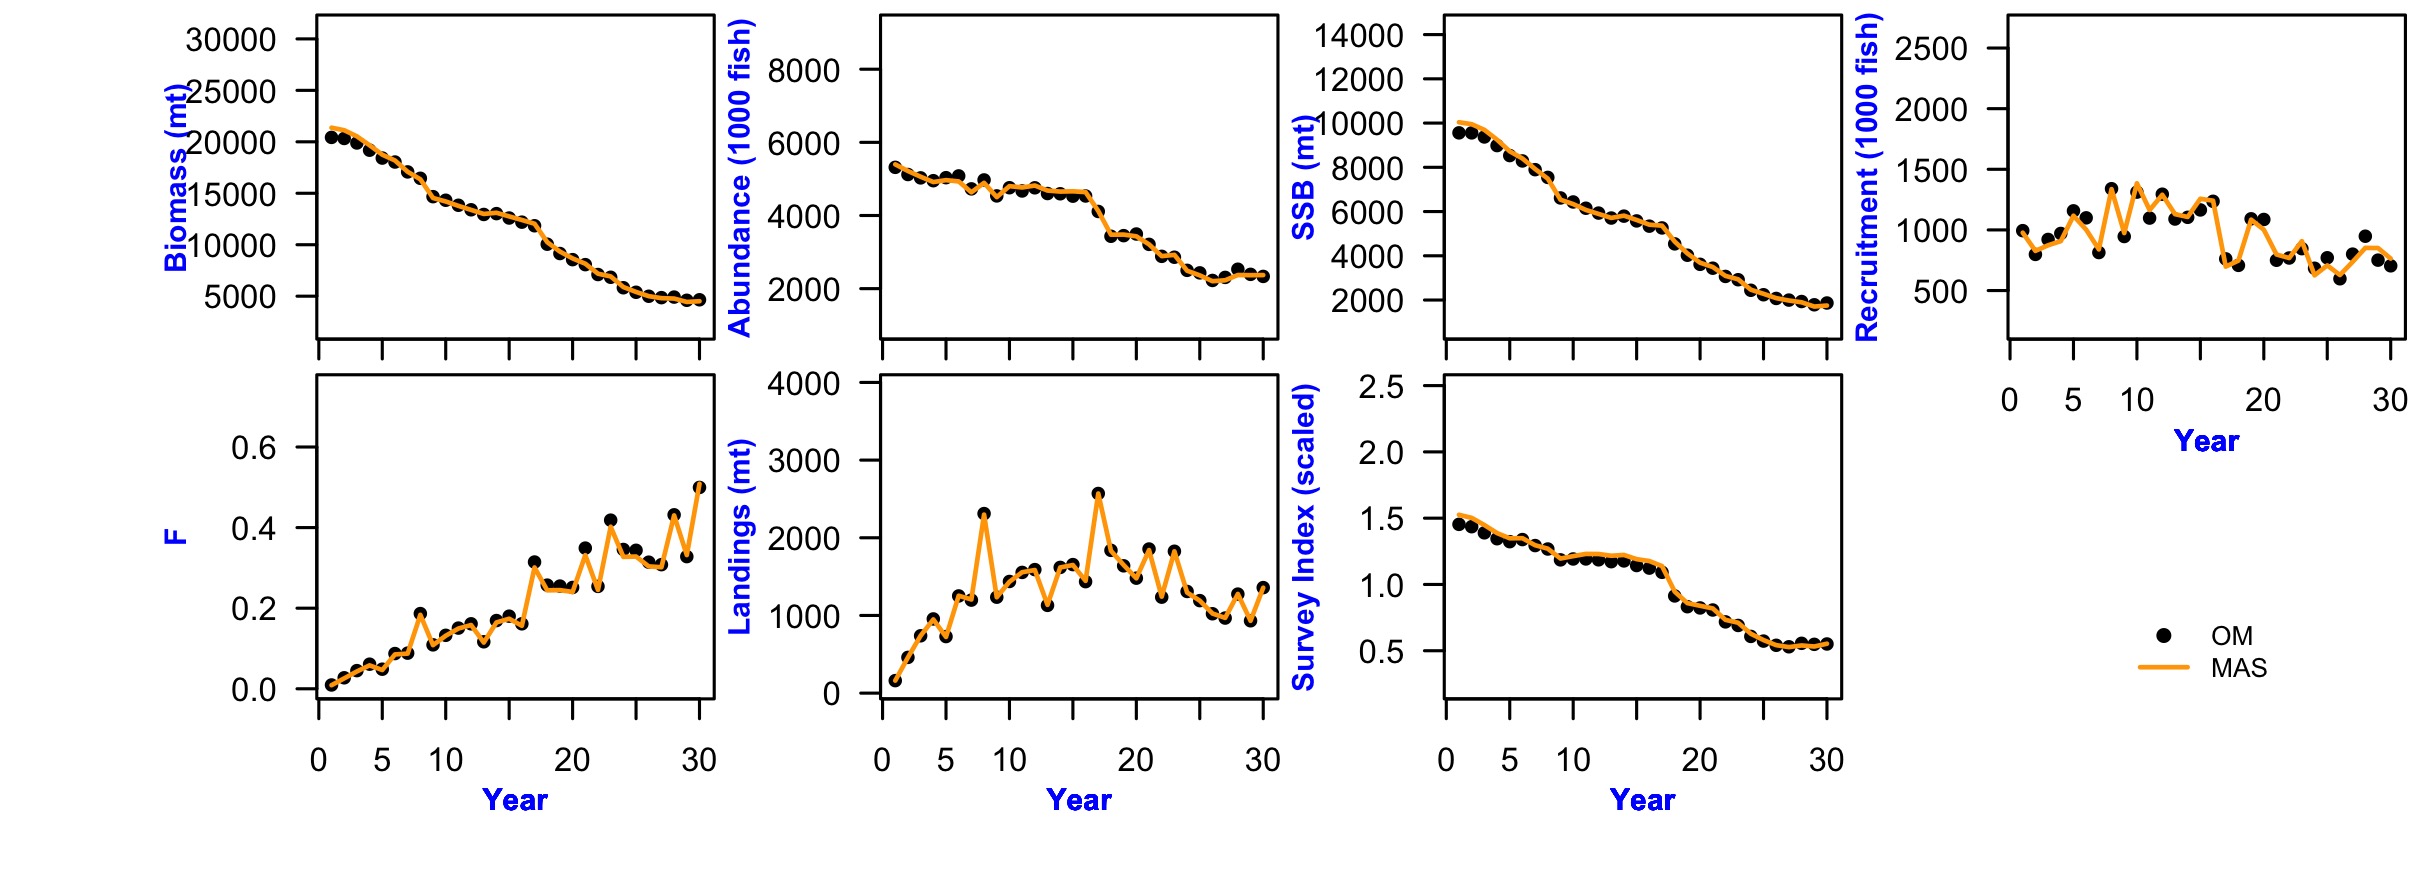 Biomass (mt)
30000
25000
20000
15000
10000
5000
Abundance (1000 fish)
8000
6000
4000
2000
SSB (mt)
14000
12000
10000
8000
6000
4000
2000
Recruitment (1000 fish)
2500
2000
1500
1000
500
0 5 10 20 30
Year
F
0.6
0.4
0.2
0.0
0 5 10 20 30
Year
Landings (mt)
4000
3000
2000
1000
0
0 5 10 20 30
Year
Survey Index (scaled)
2.5
2.0
1.5
1.0
0.5
0 5 10 20 30
Year
OM
MAS